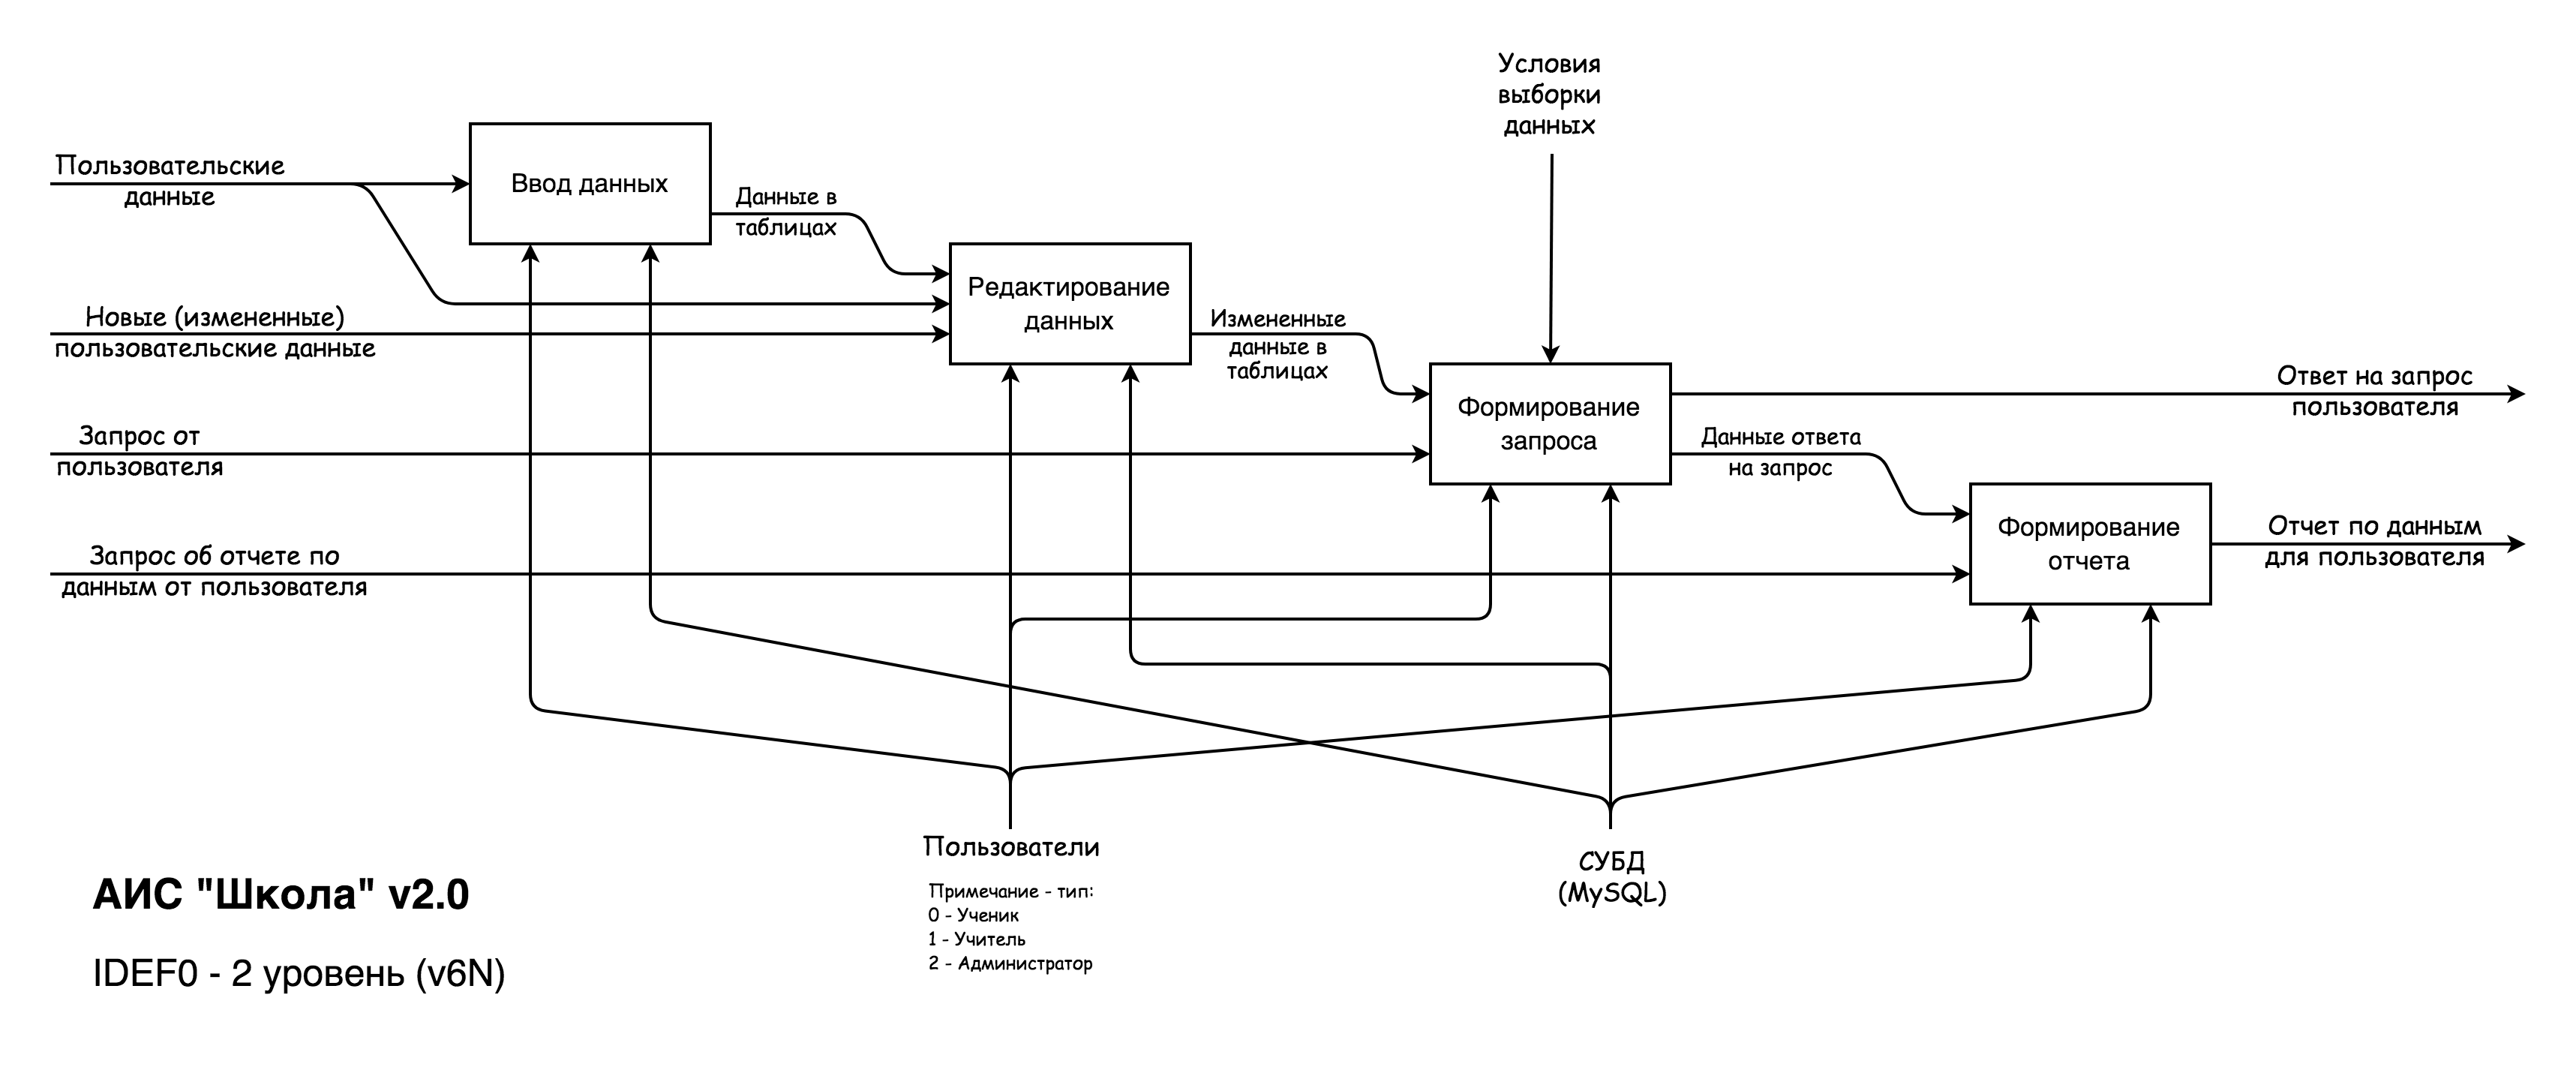 Условия
выборки
данных
Пользовательские
данные
Ввод данных
Данные в
таблицах
Редактирование
данных
Новые (измененные)
пользовательские данные
Измененные
данные в
таблицах
Формирование
запроса
Ответ на запрос
пользователя
Запрос от
пользователя
Данные ответа
на запрос
Формирование
отчета
Отчет по данным
для пользователя
Запрос об отчете по
данным от пользователя
Пользователи
Примечание - тип:
0 - Ученик
1 - Учитель
2 - Администратор
СУБД
(MySQL)
АИС "Школа" v2.0
IDEF0 - 2 уровень (v6N)